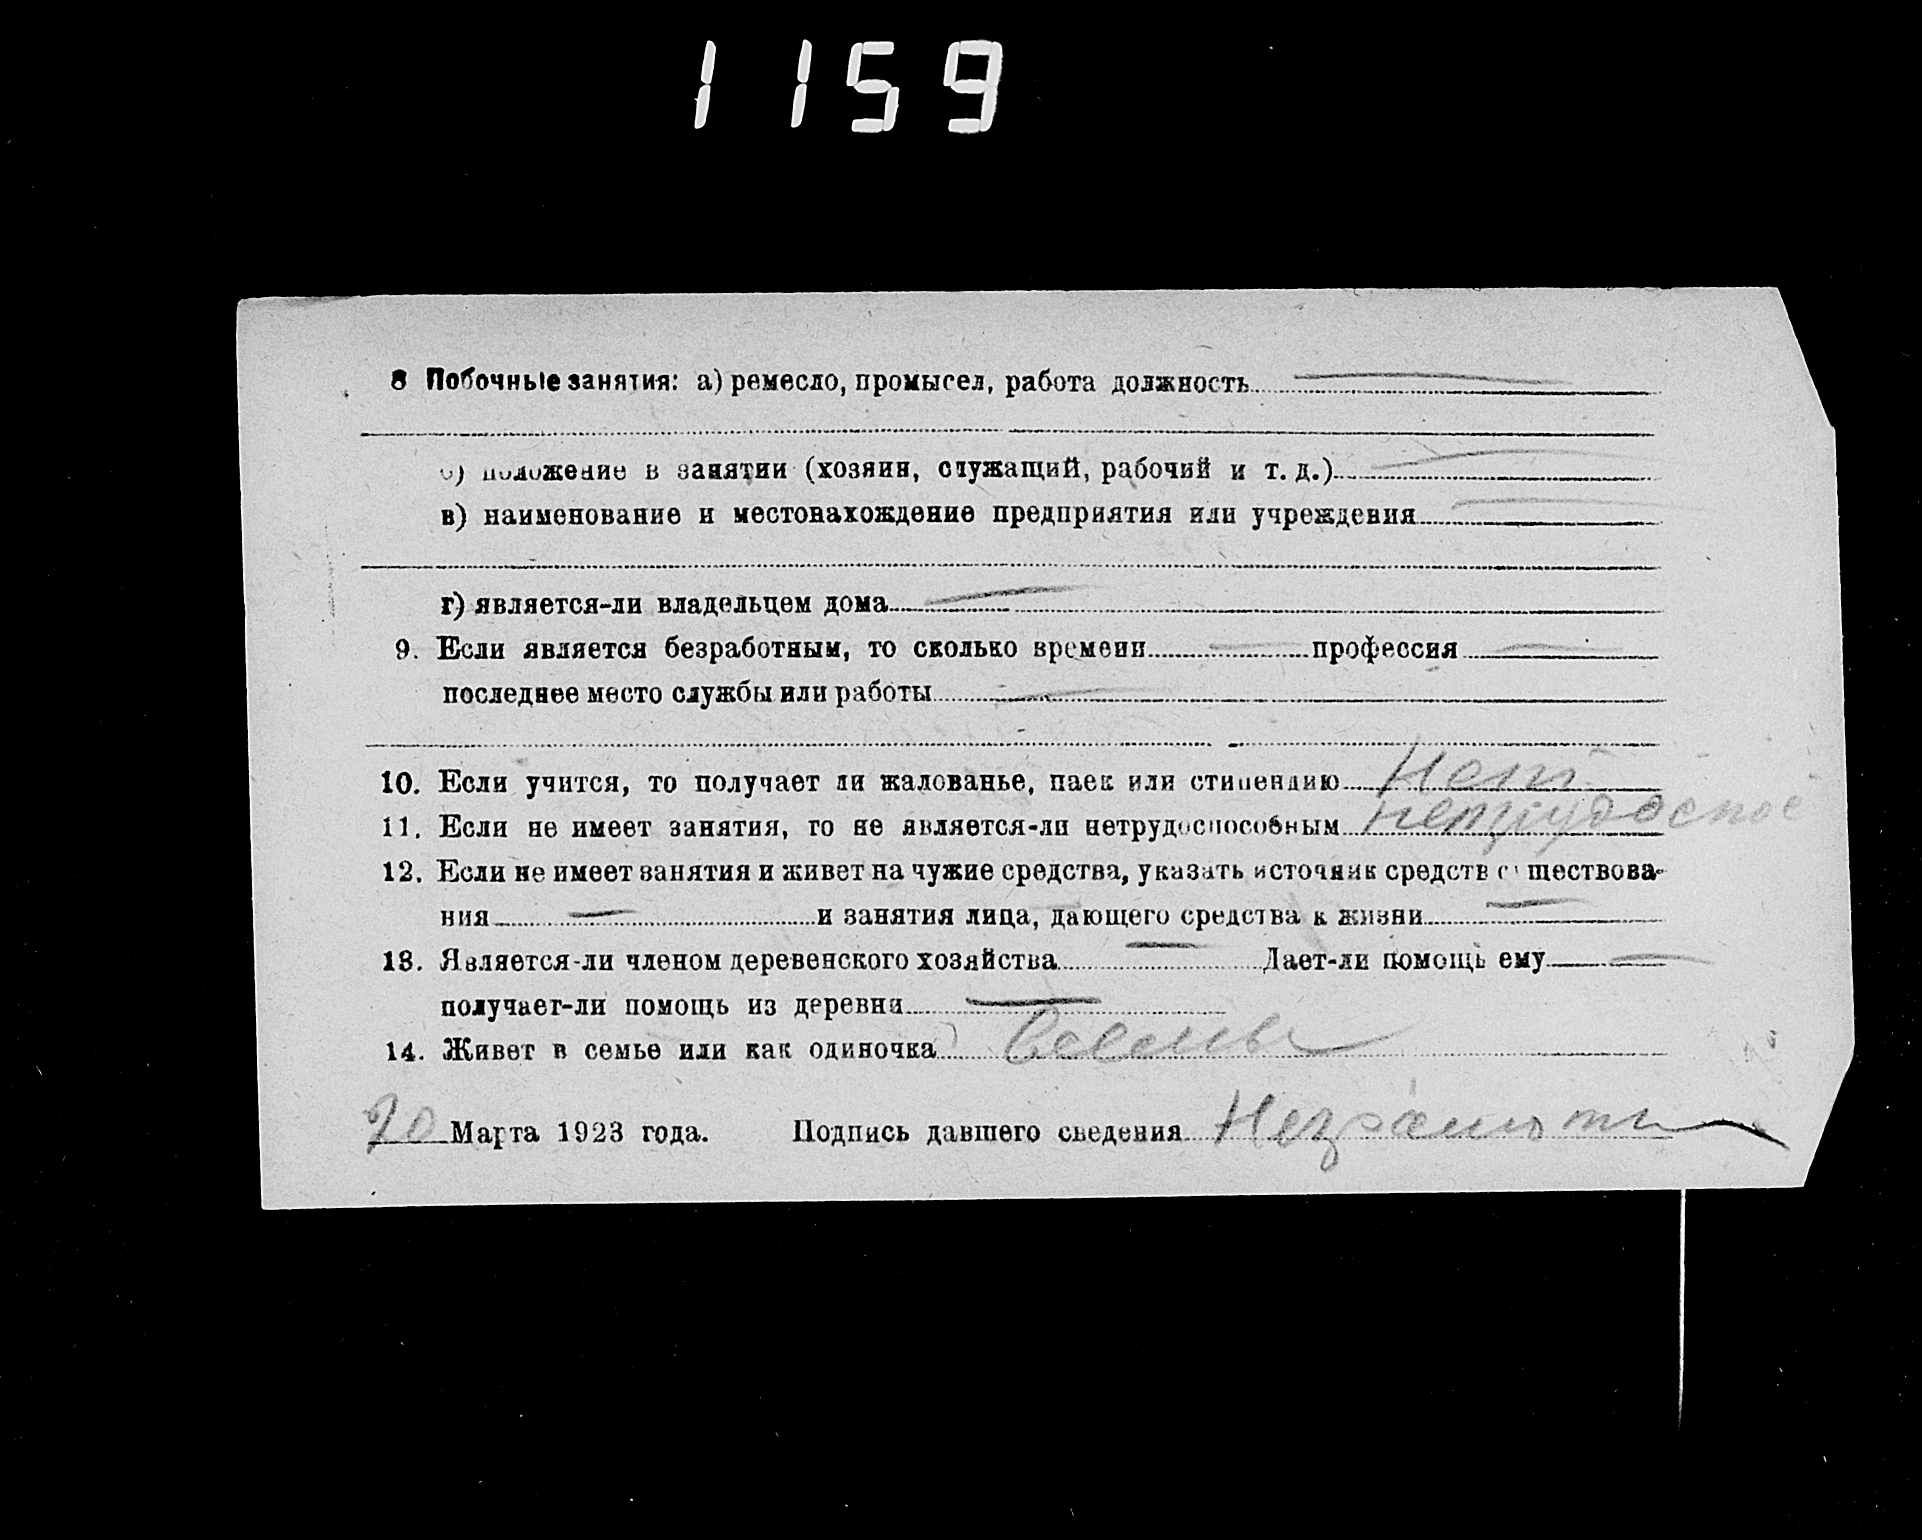 1159
8 Побочные занятия: а) ремесло, промысел, работа должность
б) положение в занятии (хозяин, служащий, рабочий и т. д.)
в) наименование и местонахождение предприятия или учреждения
г) является-ли владельцем дома
9. Если является безработным, то сколько времени профессия
последнее место службы или работы
10. Если учится, то получает ли жалованье, паек или стипендию Нет
11. Если не имеет занятия, то не является-ли нетрудоспособным нетрудоспос
12. Если не имеет занятия и живет на чужие средства, указать источник средств существова-
ния и занятия лица, дающего средства к жизни
13. Является-ли членом деревенского хозяйства Дает-ли помощь ему
получает-ли помощь из деревни
14. Живет в семье или как одиночка
Марта 1923 года. Подпись давшего сведения Неграмотн